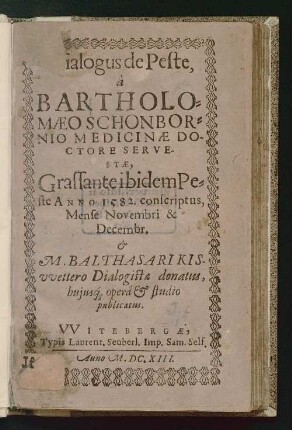 ialogus de Peste,
à
BARTHOLO-
MÆO SCHONBOR-
NIO MEDICINÆ DO-
CTORE SERVE-
STÆ,
Grassante ibidem Pe-
ste ANNO 1582. conscriptus,
Mense Novembri &
Decembr.
&
M. BALTHASARI KIS-
vvettero Dialogistæ donatus,
hujusq; operâ & studio
publicatus.
VVITEBERGÆ,
Typis Laurent. Seuberl. Imp. Sam. Self.
Anno M. DC. XIII.